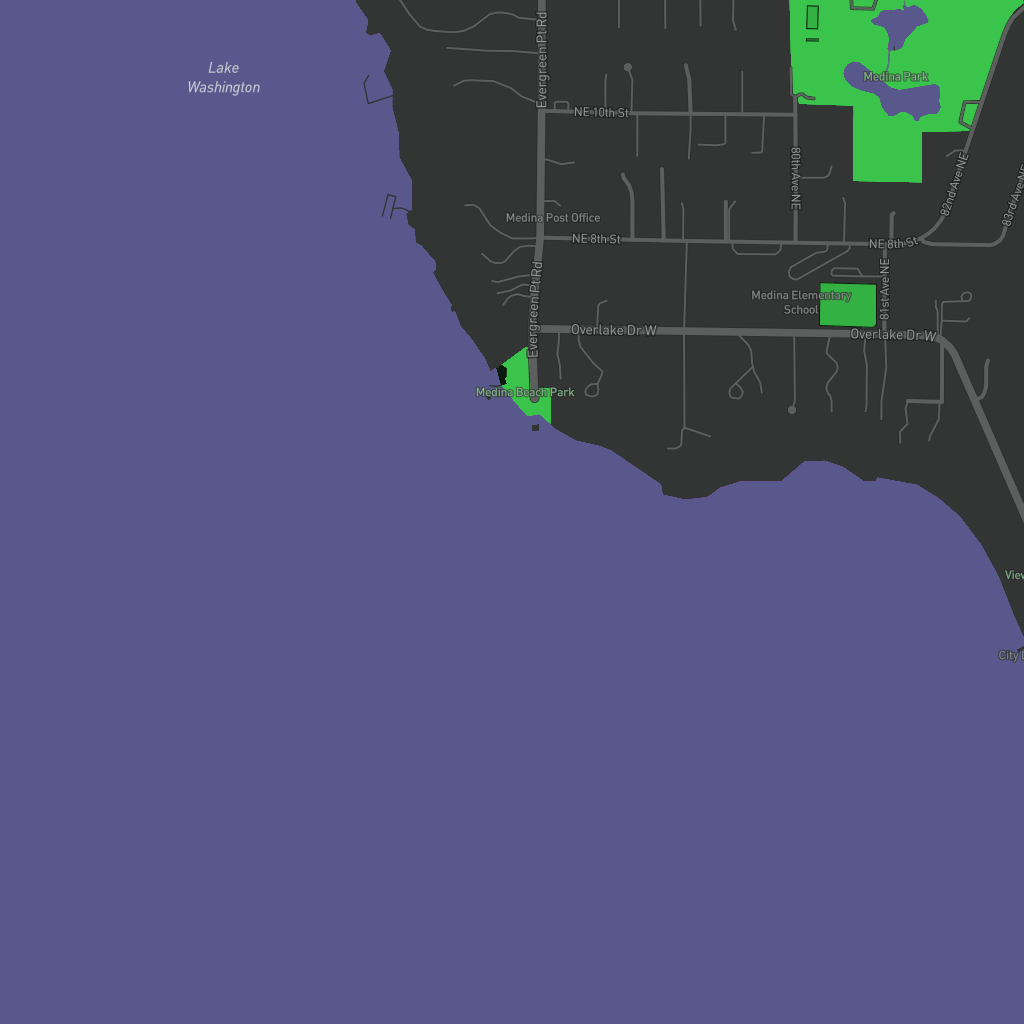 Lake
Washington
Evergreen Pt Rd
Medina Park
NE 10th St
80th Ave NE
82nd Ave NE
83rd Ave NE
Medina Post Office
NE 8th St
NE 8th St
81st Ave NE
Evergreen Pt Rd
Medina Elementary
School
Overlake Dr W
Overlake Dr W
Medina Beach Park
View
City